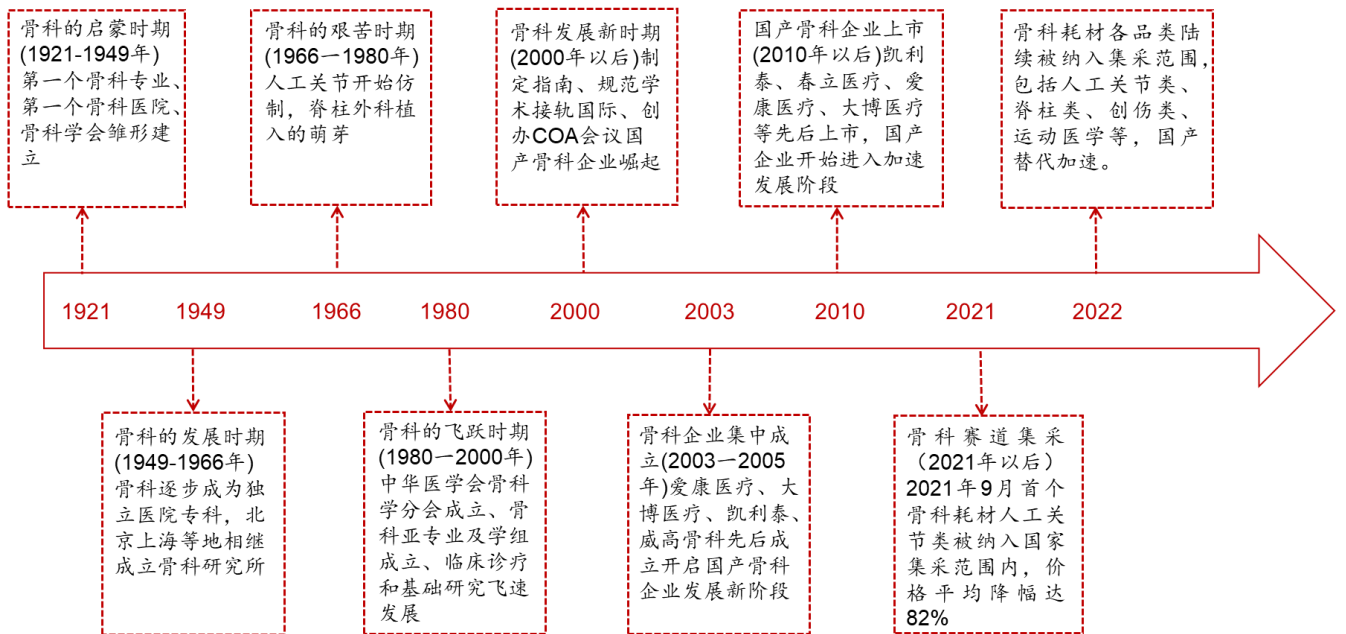 骨科的启蒙时期
(1921-1949年)
第一个骨科专业、
第一个骨科医院、
骨科学会雏形建
立
骨科的艰苦时期
(1966一1980年)
人工关节开始仿
制，脊柱外科植
入的萌芽
骨科发展新时期
(2000年以后)制
定指南、规范学
术接轨国际、创
办COA会议国
产骨科企业崛起
国产骨科企业上市
(2010年以后)凯利
泰、春立医疗、爱
康医疗、大博医疗
等先后上市，国产
企业开始进入加速
发展阶段
骨科耗材各品类陆
续被纳入集采范围，
包括人工关节类、
脊柱类、创伤类、
运动医学等，国产
替代加速。
1921
1949
1966
1980
2000
2003
2010
2021
2022
骨科的发展时期
(1949-1966年)
骨科逐步成为独
立医院专科，北
京上海等地相继
成立骨科研究所
骨科的飞跃时期
(1980一2000年)
中华医学会骨科
学分会成立、骨
科亚专业及学组
成立、临床诊疗
和基础研究飞速
发展
骨科企业集中成
立(2003一2005
年)爱康医疗、大
博医疗、凯利泰、
威高骨科先后成
立开启国产骨科
企业发展新阶段
骨科赛道集采
（2021年以后）
2021年9月首个
骨科耗材人工关
节类被纳入国家
集采范围内，价
格平均降幅达
82%